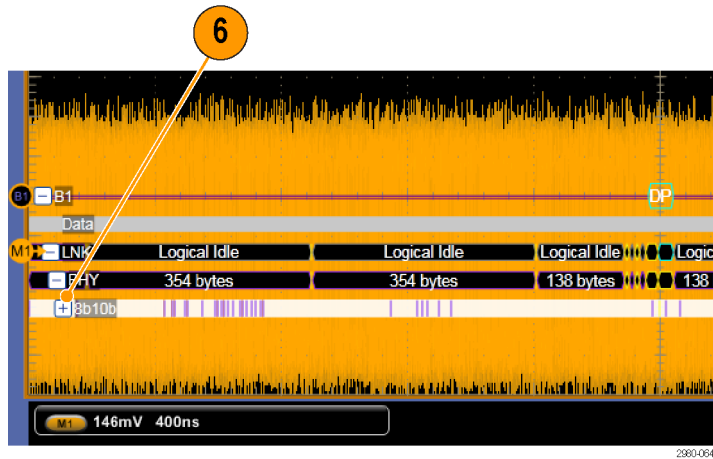 6
B1 B1 DP
Data
M1 LNK Logical Idle Logical Idle Logical Idle Logic
PHY 354 bytes 354 bytes 138 bytes 138
8b10b
M1 146mV 400ns
2980-064